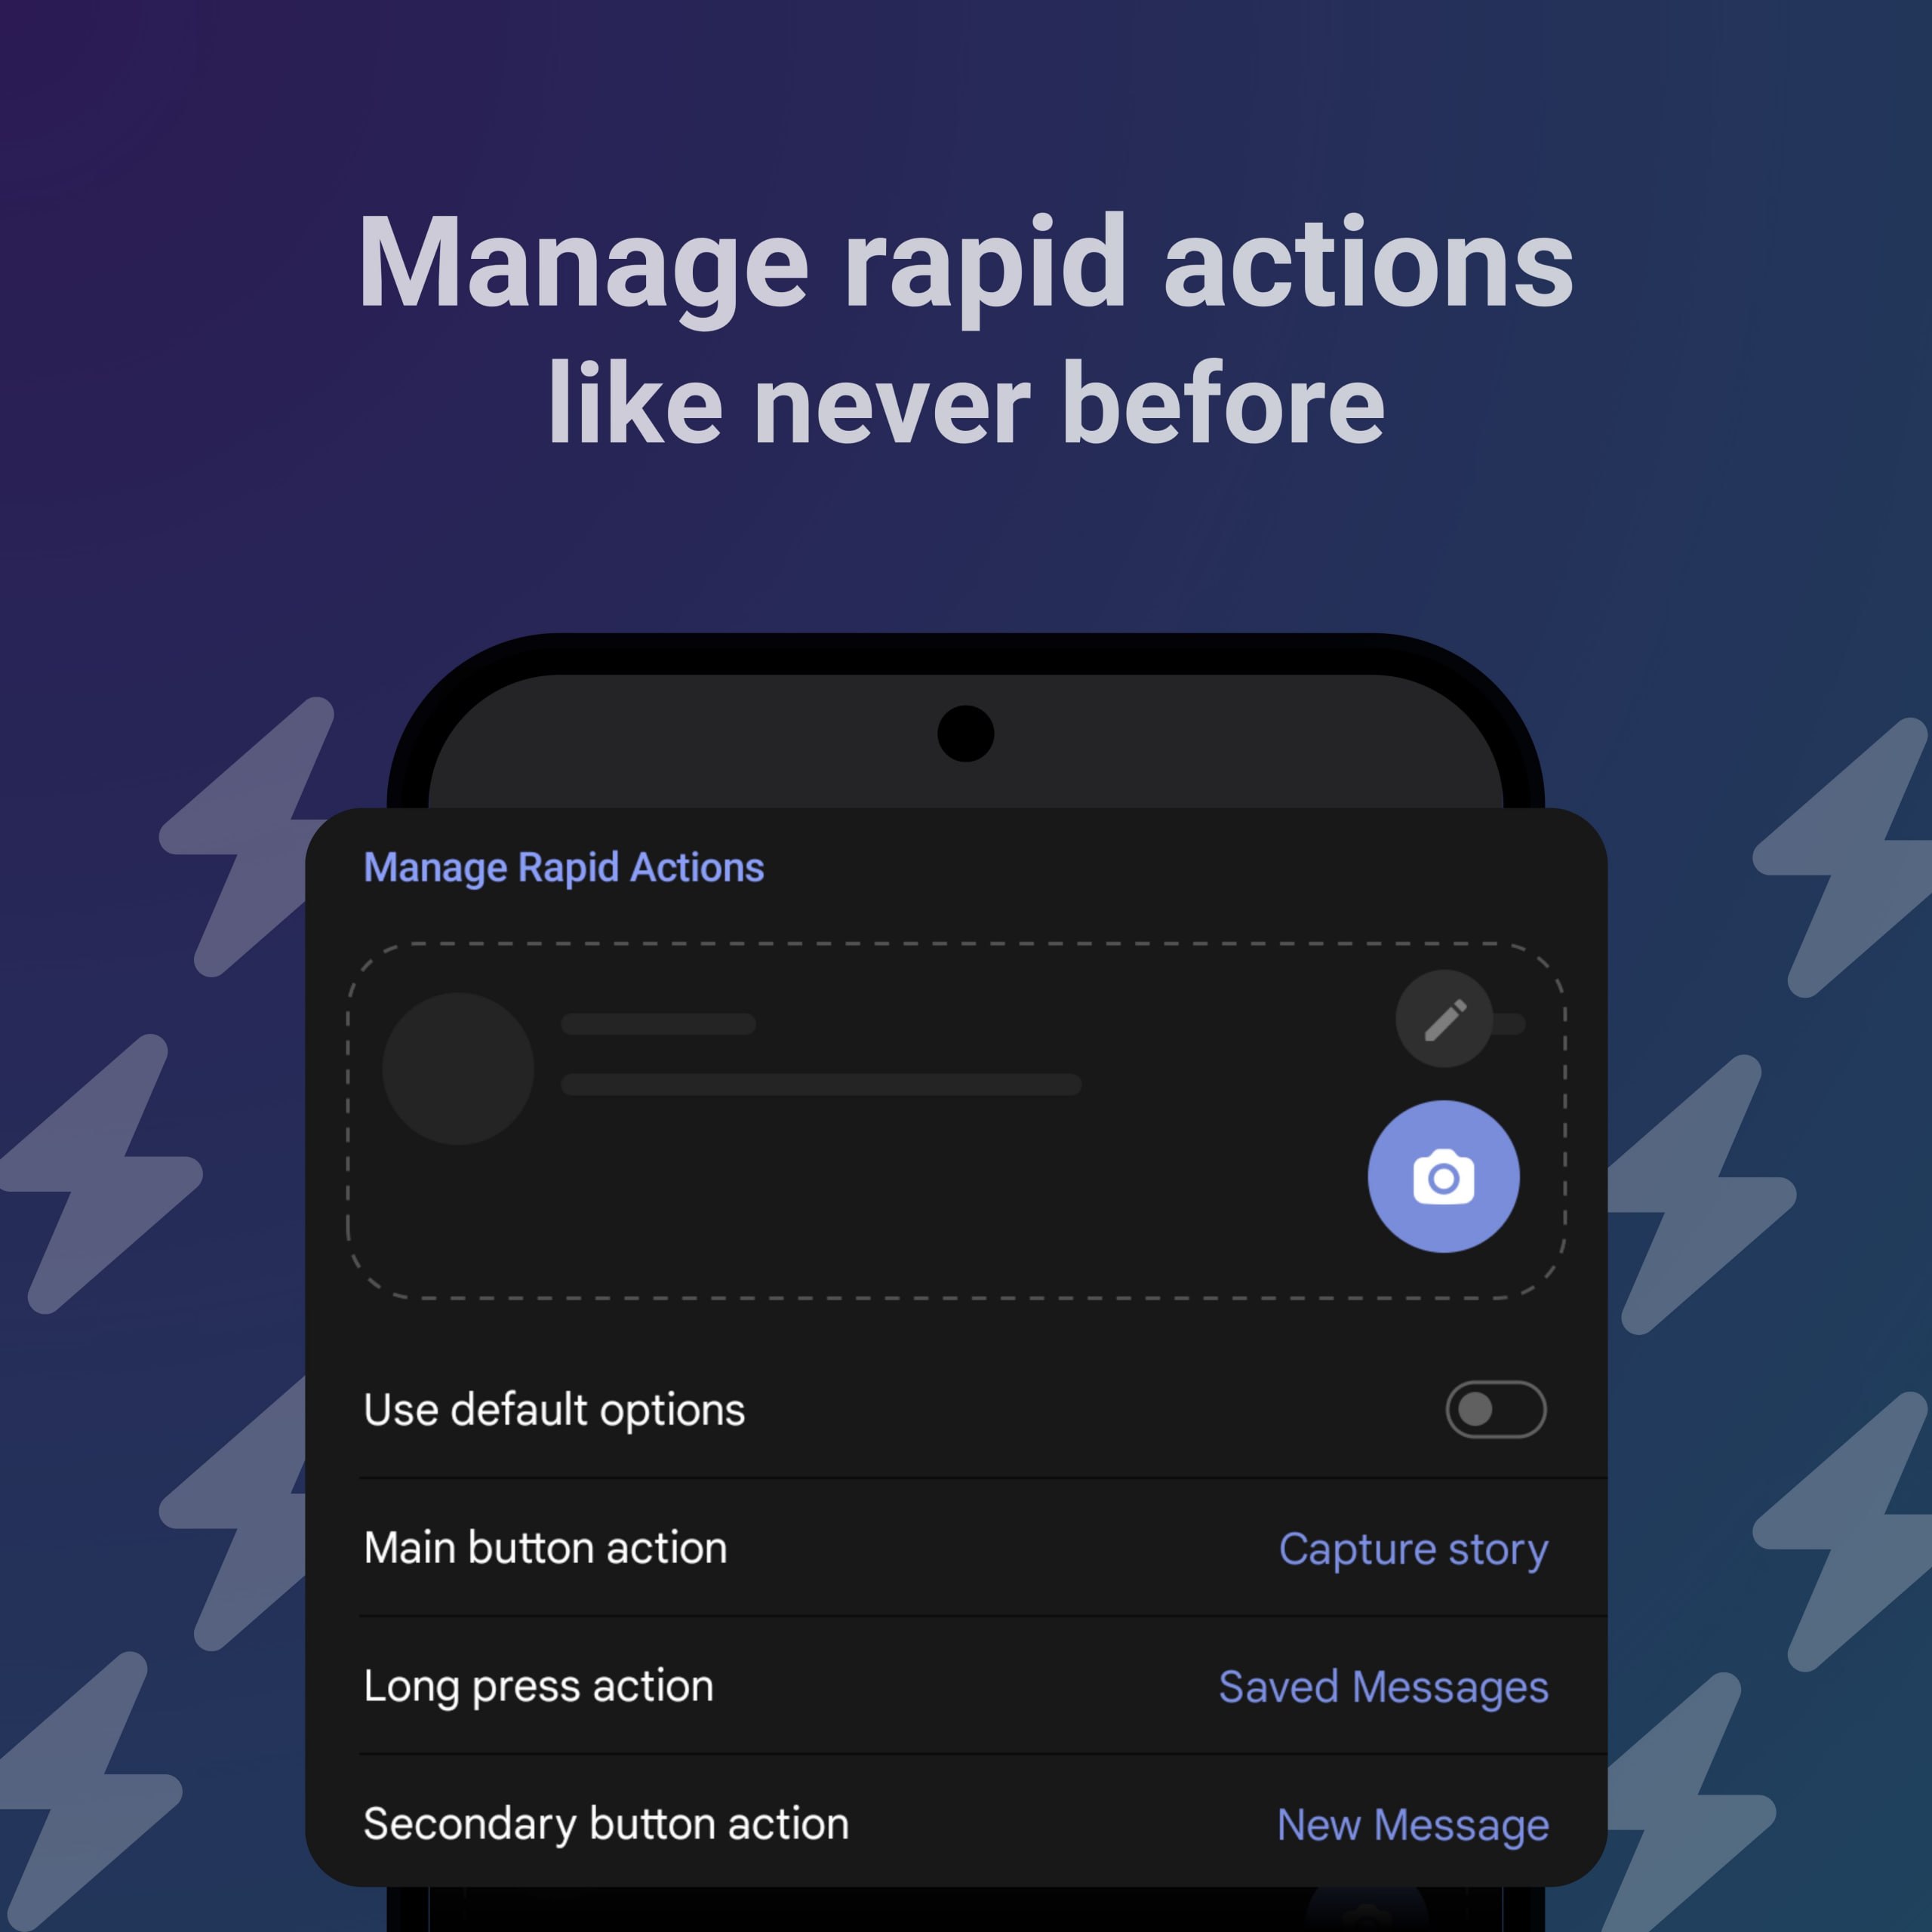 Manage rapid actions
like never before
Manage Rapid Actions
Use default options
Main button action Capture story
Long press action Saved Messages
Secondary button action New Message